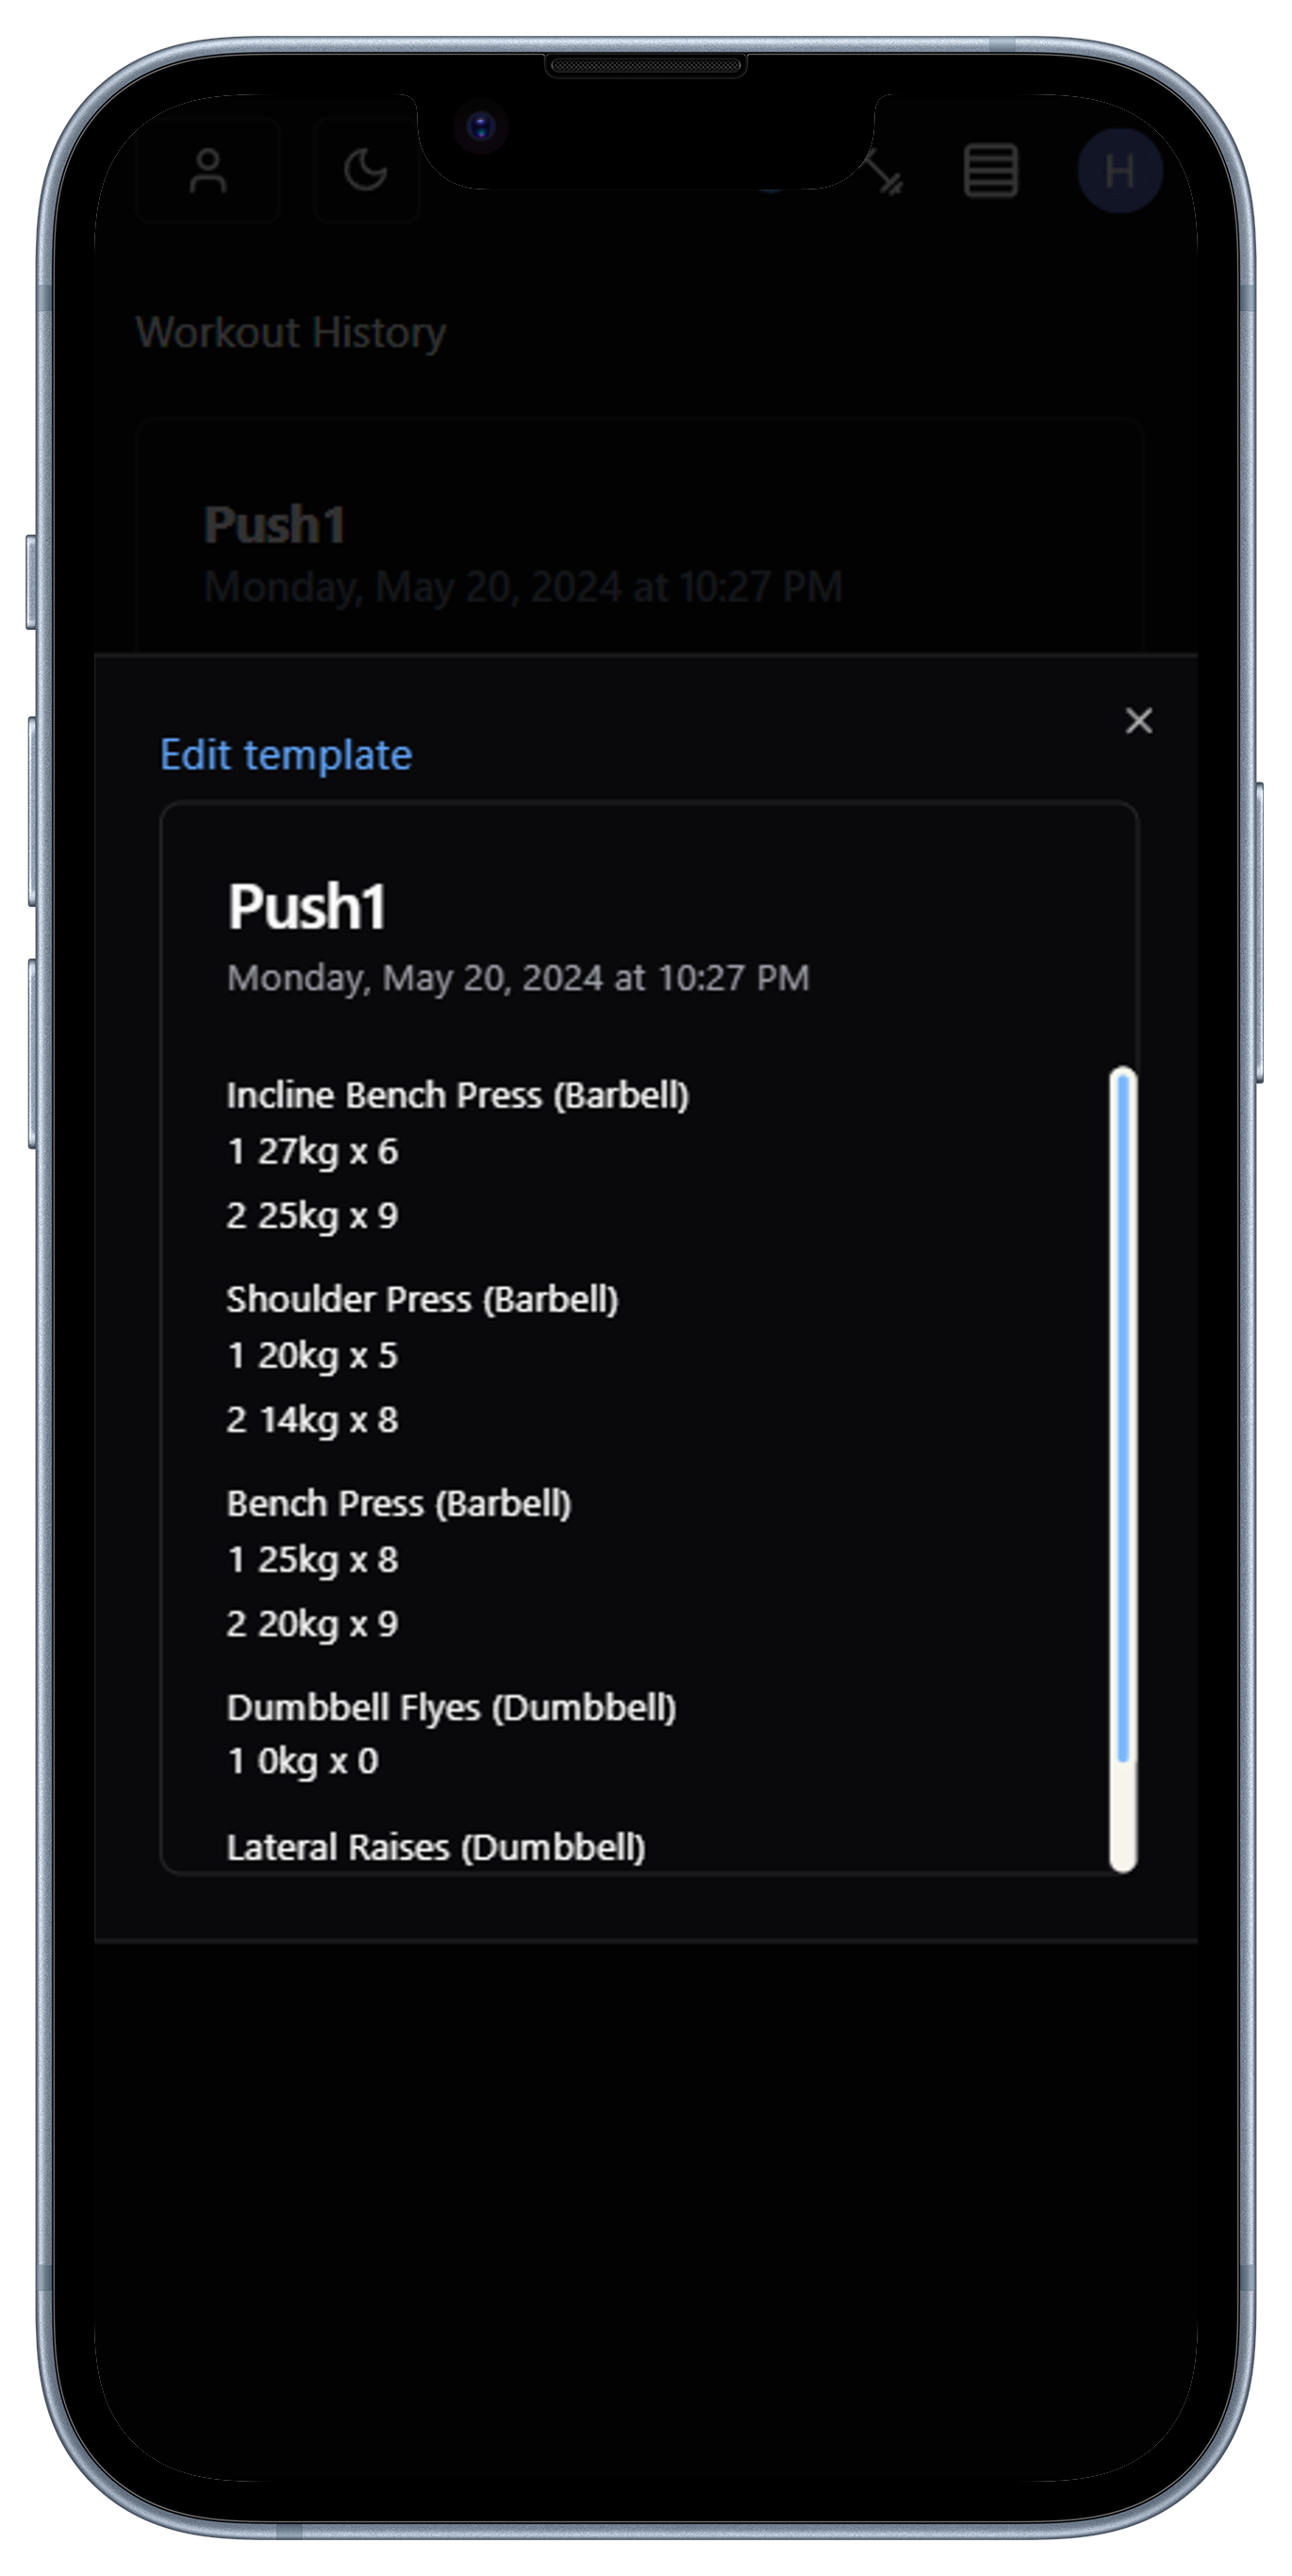 H
Workout History
Push1
Monday, May 20, 2024 at 10:27 PM
Edit template
Push1
Monday, May 20, 2024 at 10:27 PM
Incline Bench Press (Barbell)
1 27kg x 6
2 25kg x 9
Shoulder Press (Barbell)
1 20kg x 5
2 14kg x 8
Bench Press (Barbell)
1 25kg x 8
2 20kg x 9
Dumbbell Flyes (Dumbbell)
1 0kg x 0
Lateral Raises (Dumbbell)